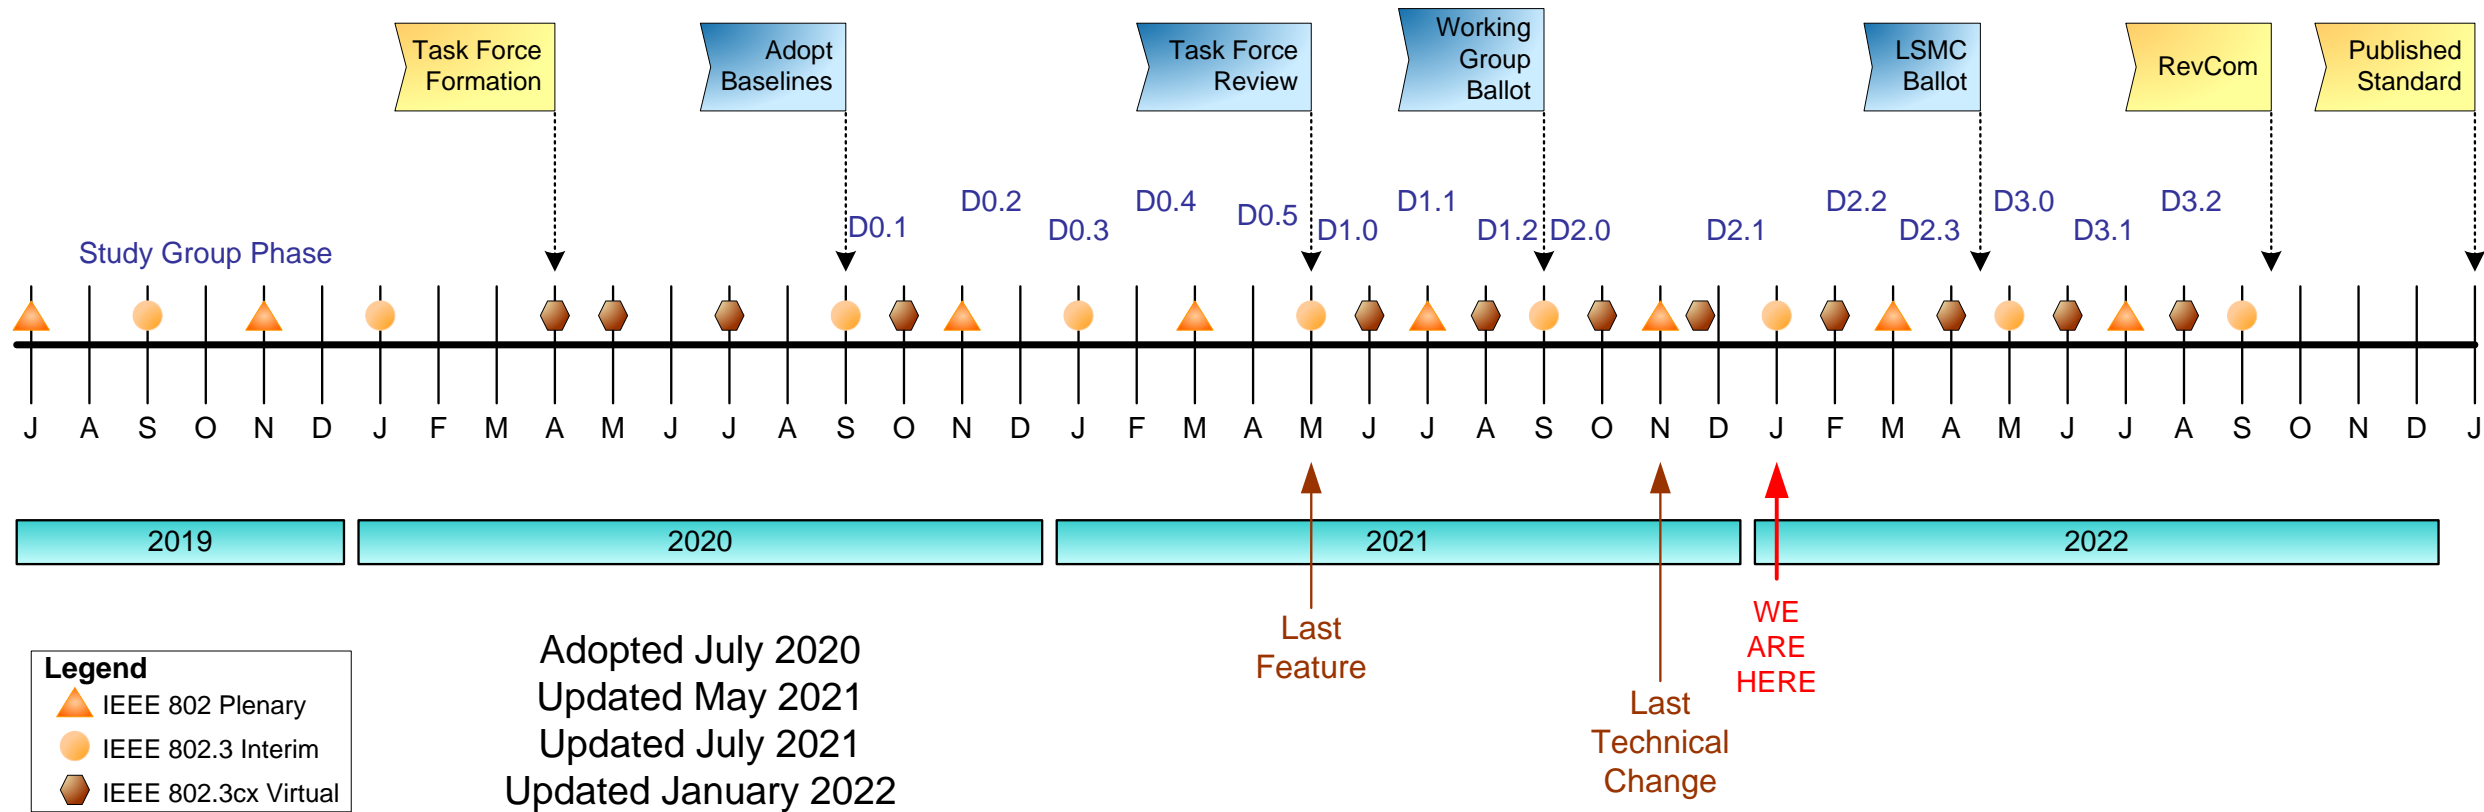 Task Force
Formation
Adopt
Baselines
Task Force
Review
Working
Group
Ballot
LSMC
Ballot
RevCom
Published
Standard
Study Group Phase
D0.1
D0.2
D0.3
D0.4
D0.5
D1.0
D1.1
D1.2
D2.0
D2.1
D2.2
D2.3
D3.0
D3.1
D3.2
J A S O N D J F M A M J J A S O N D J F M A M J J A S O N D J F M A M J J A S O N D J
2019 2020 2021 2022
Last
Feature
Last
Technical
Change
WE
ARE
HERE
Adopted July 2020
Updated May 2021
Updated July 2021
Updated January 2022
Legend
IEEE 802 Plenary
IEEE 802.3 Interim
IEEE 802.3cx Virtual